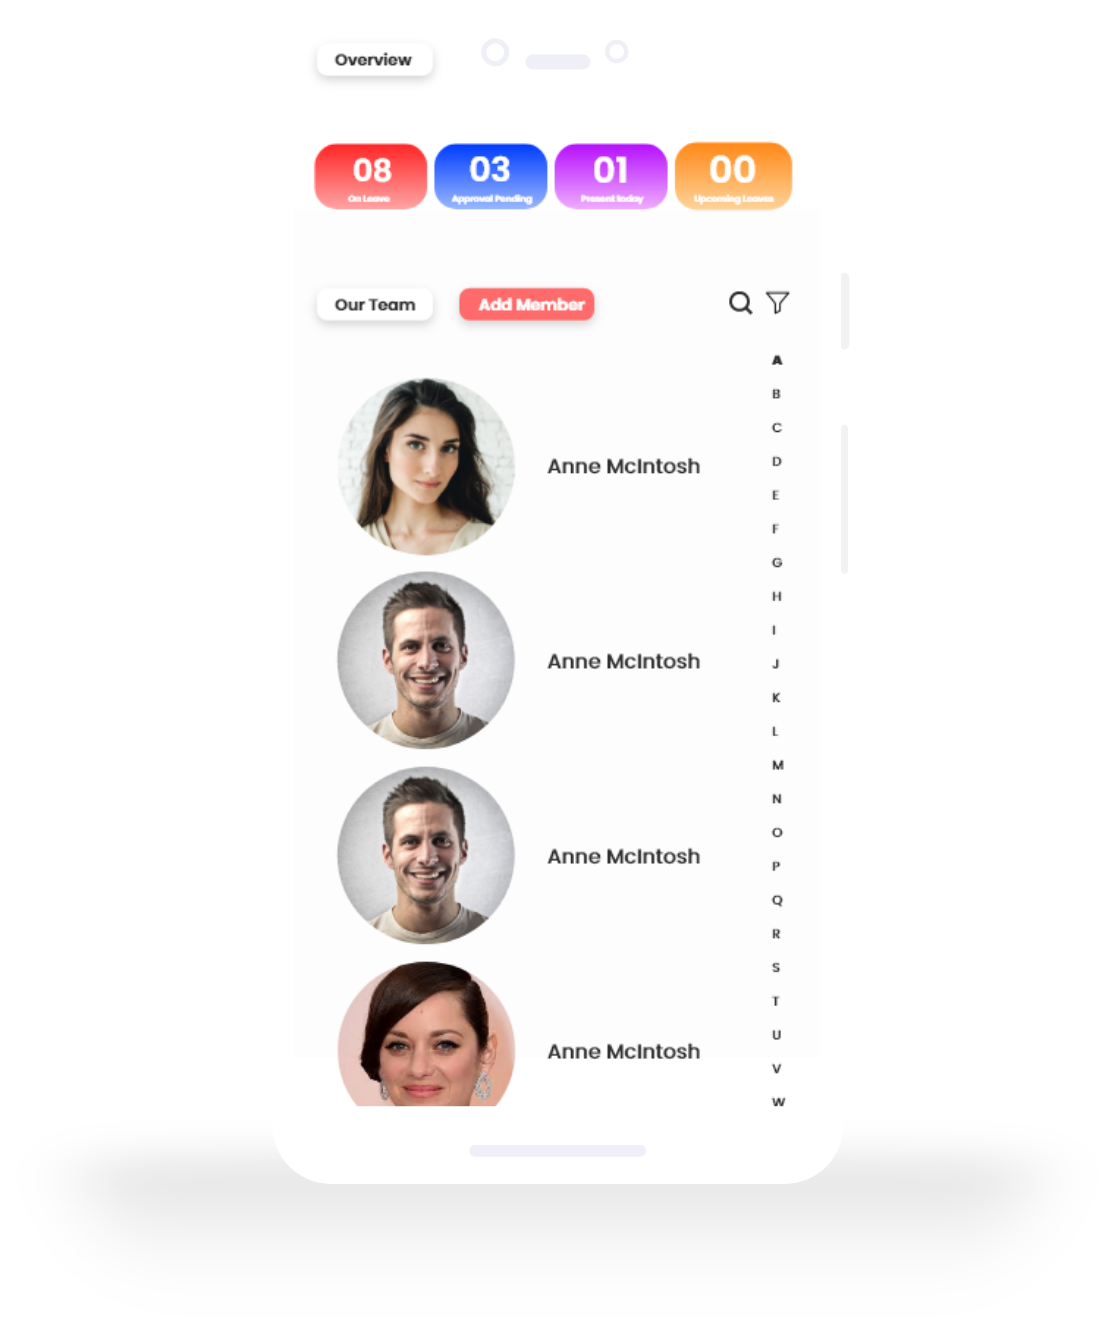 Overview
08 03 01 00
On Leave Approval Pending Present today Upcoming Leaves
Our Team Add Member
A
Anne McIntosh
B
C
D
E
F
G
H
I
J
K
L
M
N
O
P
Q
R
S
T
U
V
W
Anne McIntosh
Anne McIntosh
Anne McIntosh